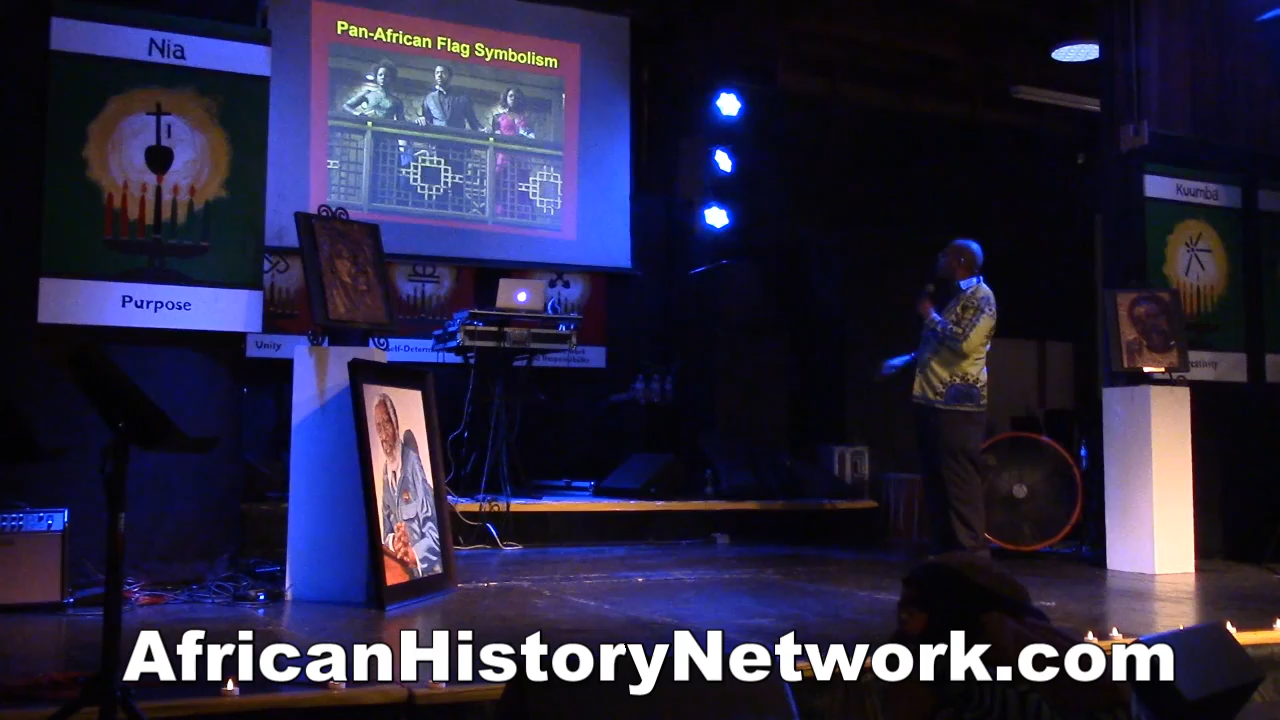 Nia
Purpose
Pan-African Flag Symbolism
Unity
Kuumba
AfricanHistoryNetwork.com